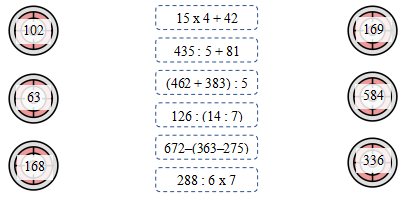 102
63
168
15 x 4 + 42
435 : 5 + 81
(462 + 383) : 5
126 : (14 : 7)
672–(363–275)
288 : 6 x 7
169
584
336